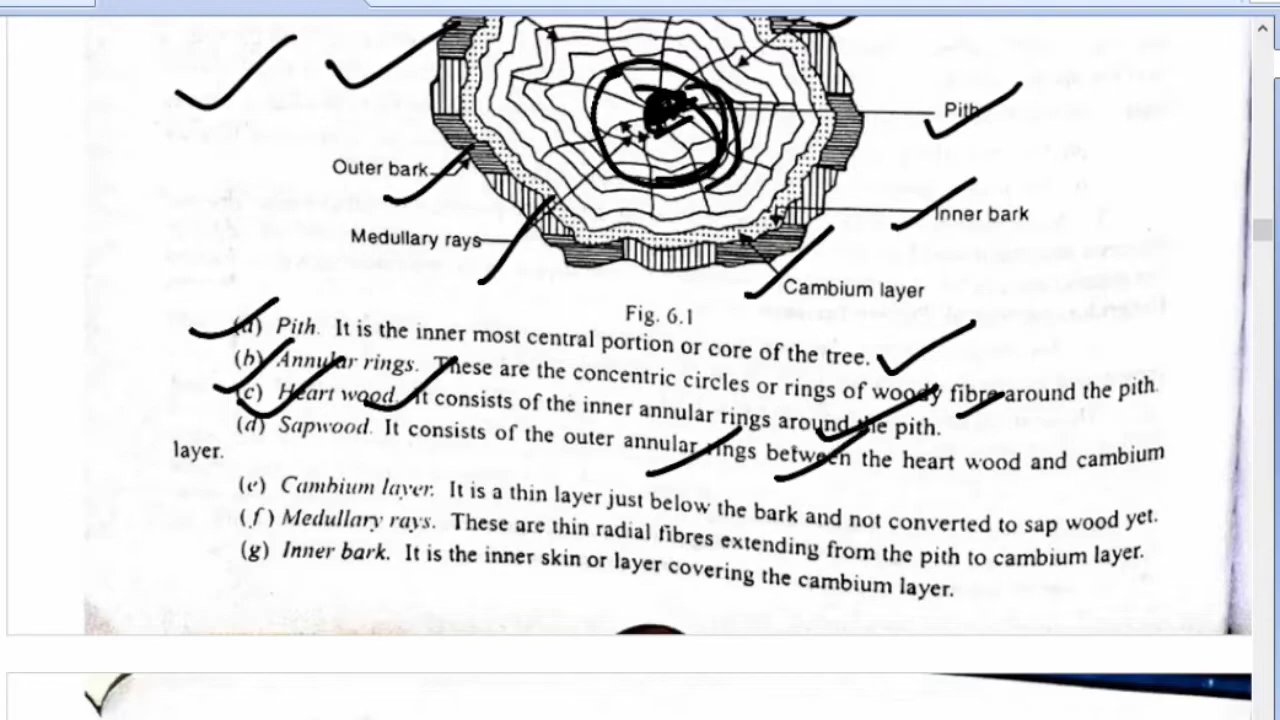 Pith
Outer bark
Inner bark
Medullary rays
Cambium layer
Fig. 6.1
(a) Pith. It is the inner most central portion or core of the tree.
(b) Annular rings. These are the concentric circles or rings of woody fibre around the pith.
(c) Heart wood. It consists of the inner annular rings around the pith.
(d) Sapwood. It consists of the outer annular rings between the heart wood and cambium
layer.
(e) Cambium layer. It is a thin layer just below the bark and not converted to sap wood yet.
(f) Medullary rays. These are thin radial fibres extending from the pith to cambium layer.
(g) Inner bark. It is the inner skin or layer covering the cambium layer.